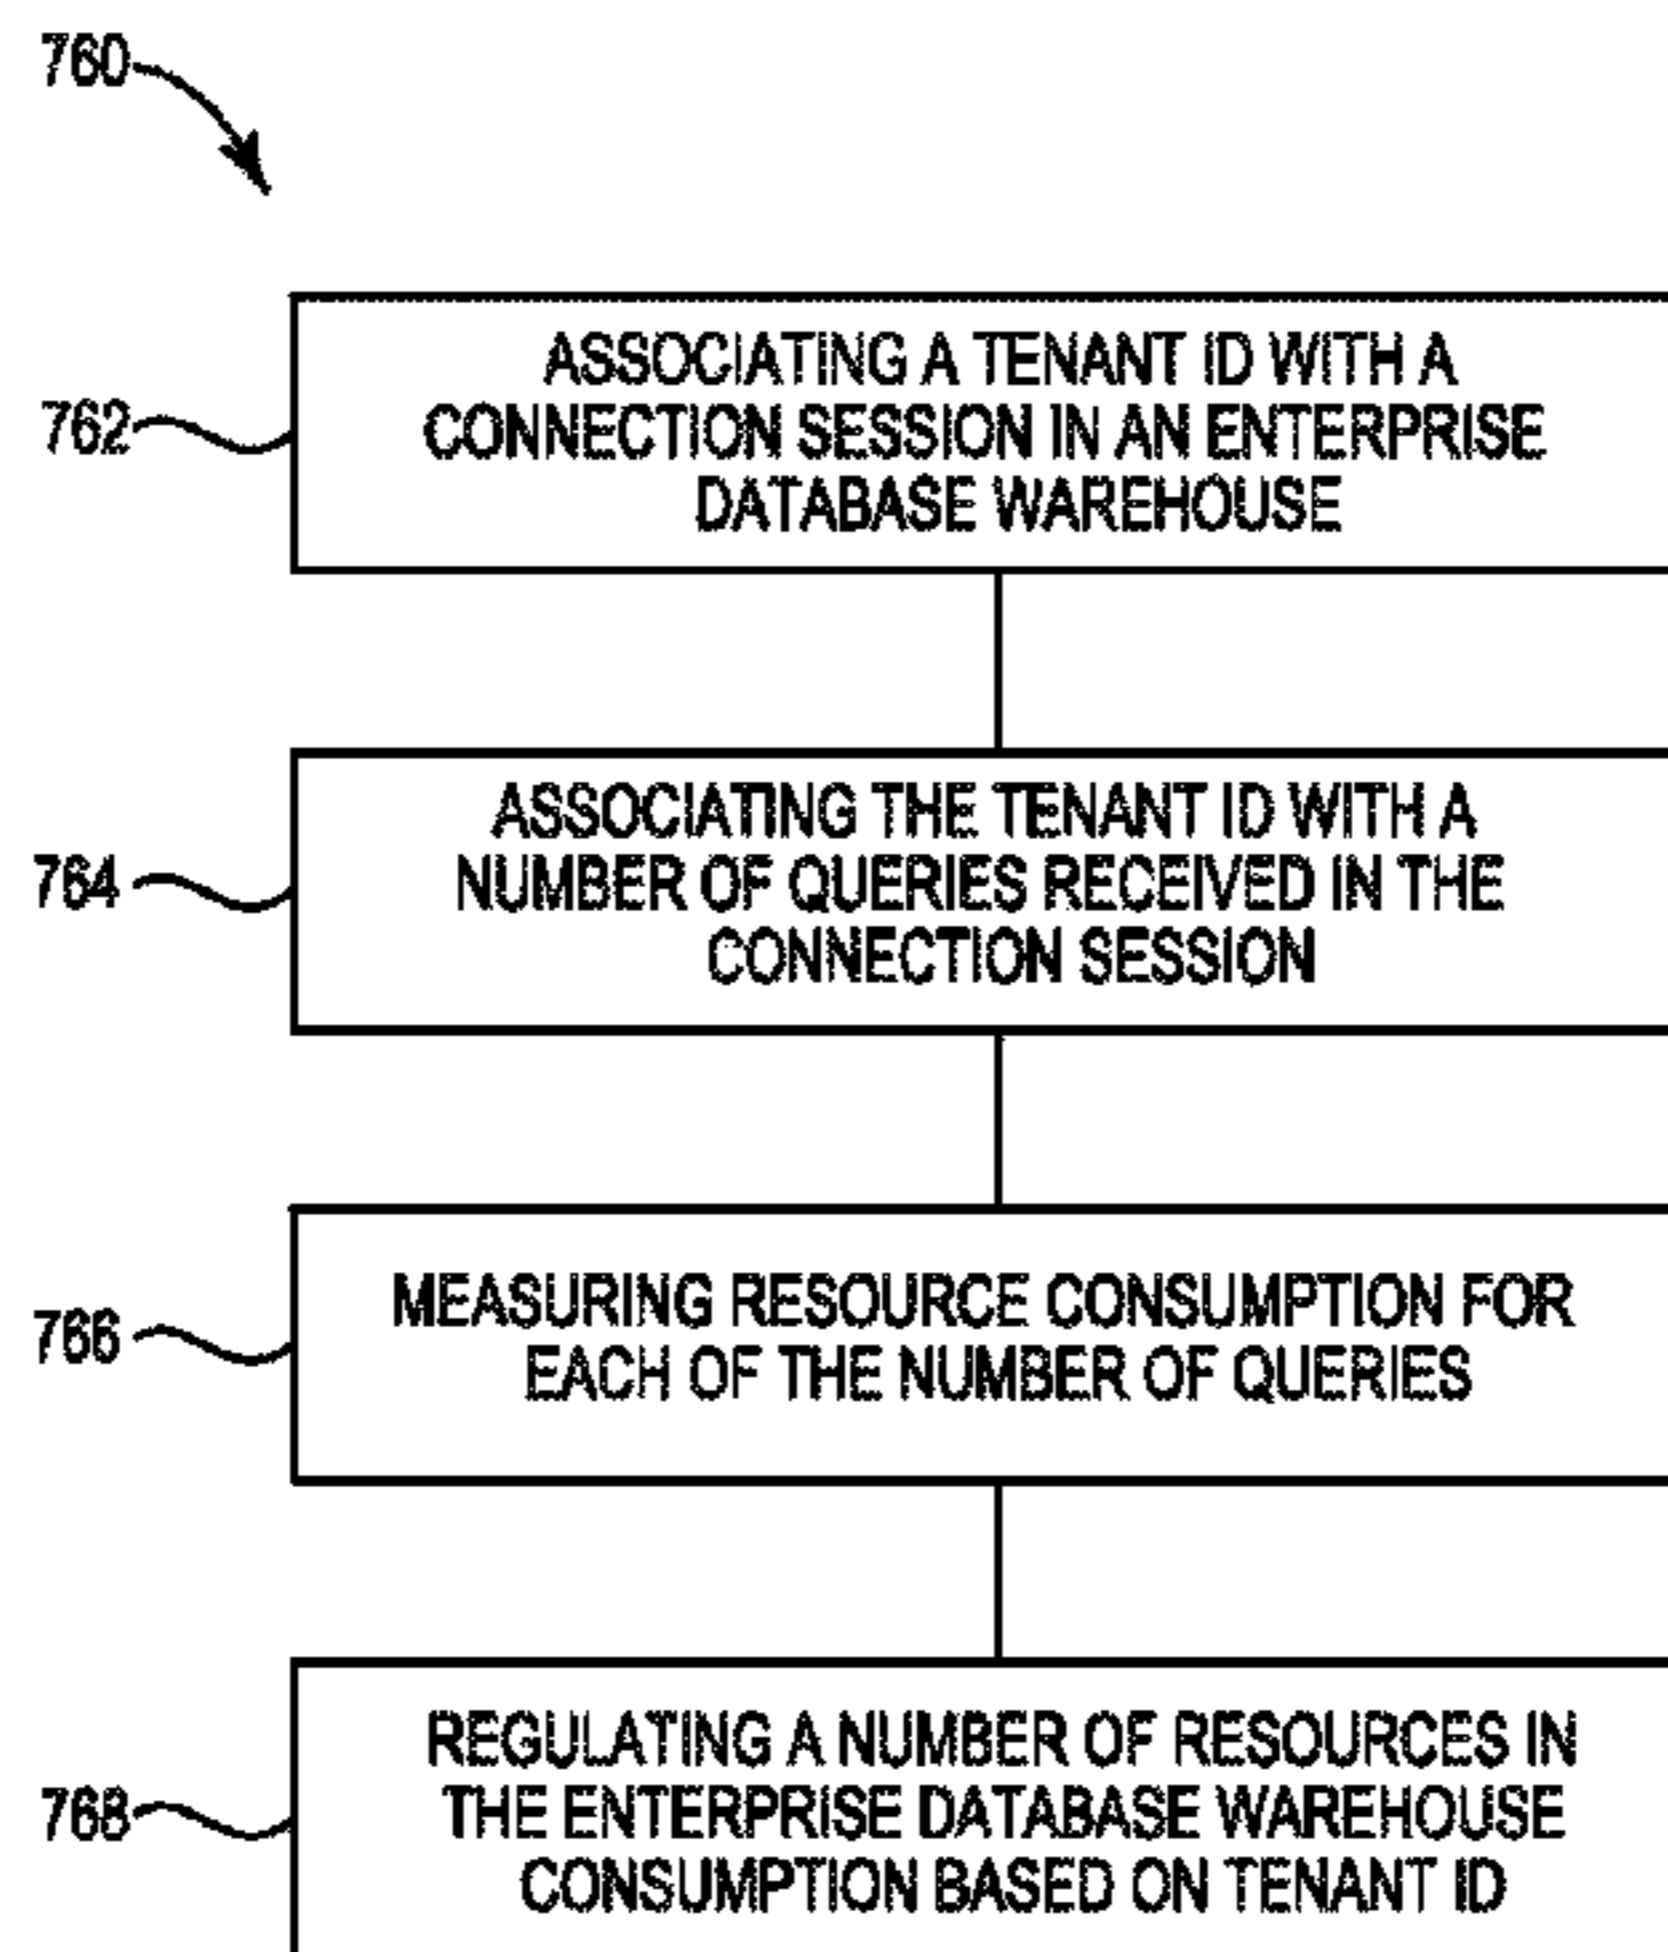 760
ASSOCIATING A TENANT ID WITH A
762
CONNECTION SESSION IN AN ENTERPRISE
DATABASE WAREHOUSE
ASSOCIATING THE TENANT ID WITH A
764
NUMBER OF QUERIES RECEIVED IN THE
CONNECTION SESSION
MEASURING RESOURCE CONSUMPTION FOR
766
EACH OF THE NUMBER OF QUERIES
REGULATING A NUMBER OF RESOURCES IN
768
THE ENTERPRISE DATABASE WAREHOUSE
CONSUMPTION BASED ON TENANT ID